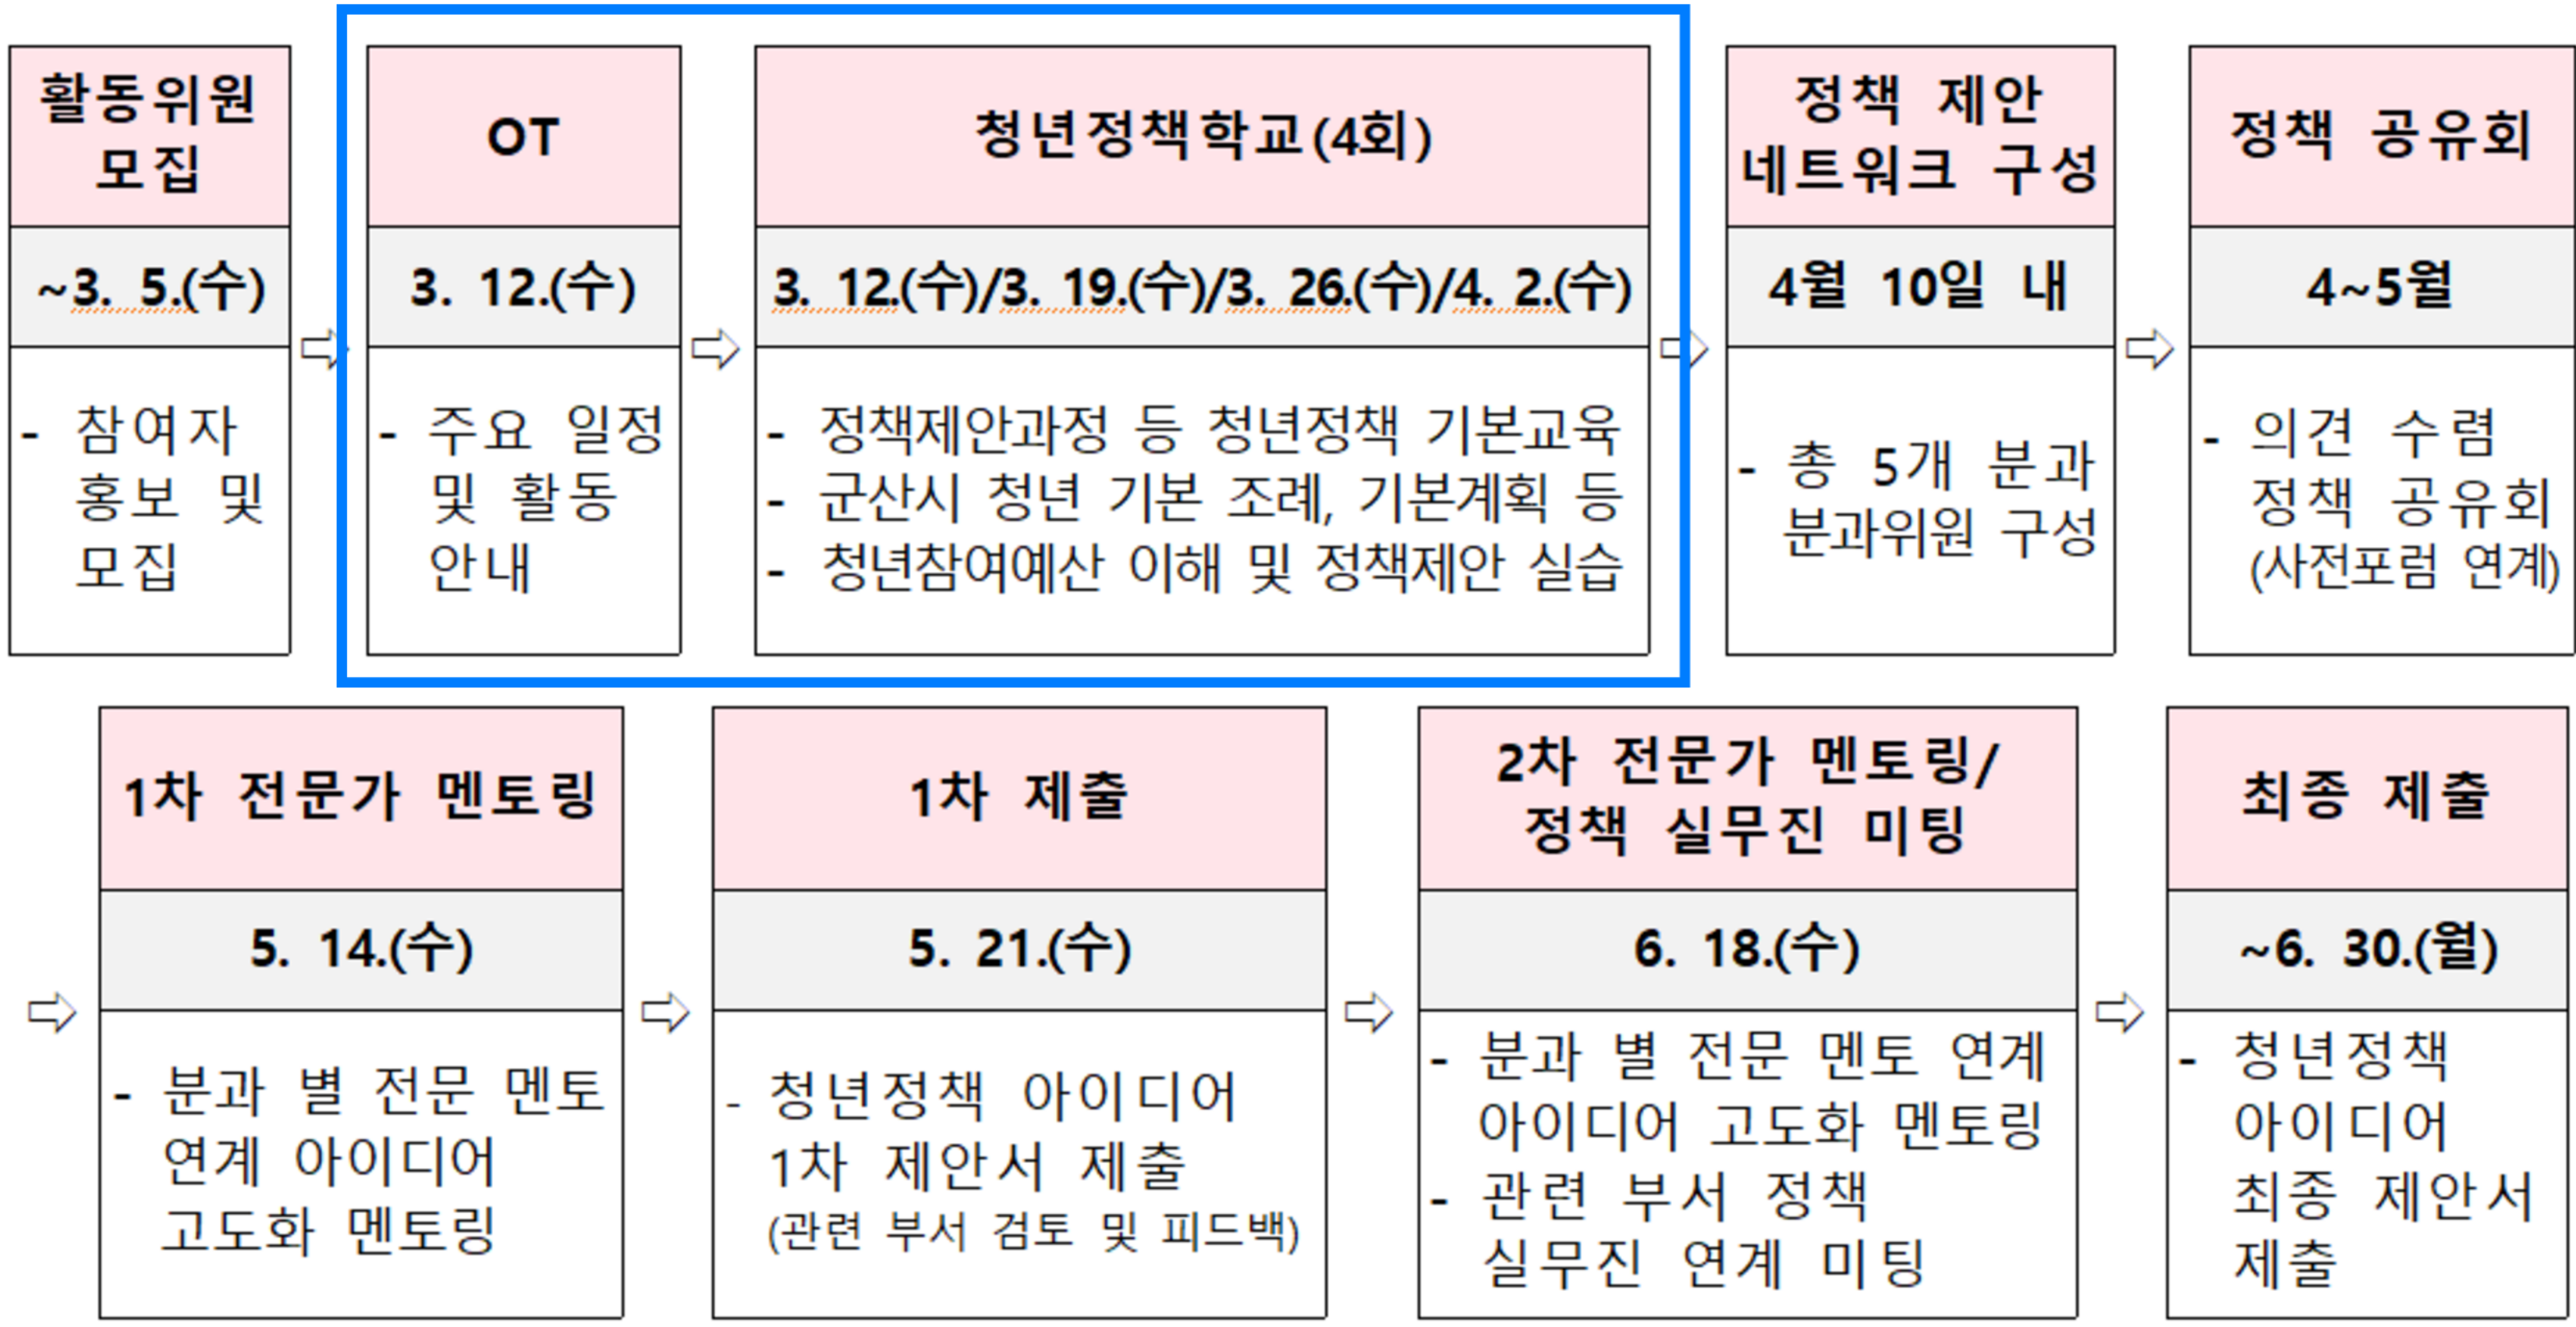 활동위원
모집
~3. 5.(수)
- 참여자
홍보 및
모집
⇨
OT
3. 12.(수)
- 주요 일정
및 활동
안내
⇨
청년정책학교(4회)
3. 12.(수)/3. 19.(수)/3. 26.(수)/4. 2.(수)
- 정책제안과정 등 청년정책 기본교육
- 군산시 청년 기본 조례, 기본계획 등
- 청년참여예산 이해 및 정책제안 실습
⇨
정책 제안
네트워크 구성
4월 10일 내
- 총 5개 분과
분과위원 구성
⇨
정책 공유회
4~5월
- 의견 수렴
정책 공유회
(사전포럼 연계)
⇨
1차 전문가 멘토링
5. 14.(수)
- 분과 별 전문 멘토
연계 아이디어
고도화 멘토링
⇨
1차 제출
5. 21.(수)
- 청년정책 아이디어
1차 제안서 제출
(관련 부서 검토 및 피드백)
⇨
2차 전문가 멘토링/
정책 실무진 미팅
6. 18.(수)
- 분과 별 전문 멘토 연계
아이디어 고도화 멘토링
- 관련 부서 정책
실무진 연계 미팅
⇨
최종 제출
~6. 30.(월)
- 청년정책
아이디어
최종 제안서
제출